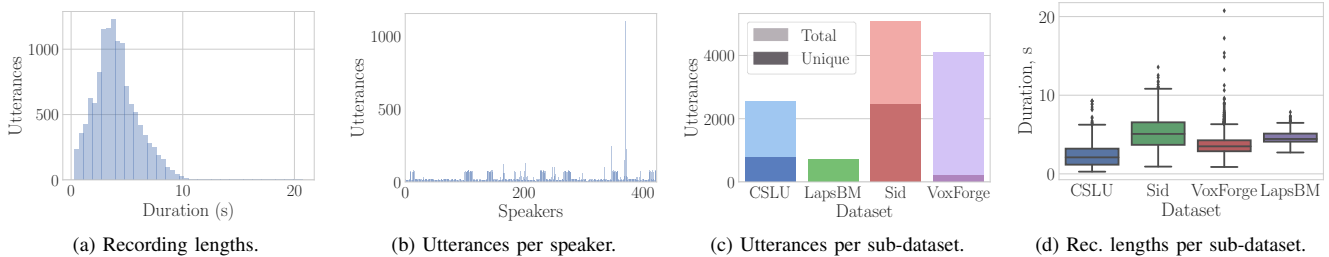 1000
500
0
Utterances
0
10
20
Duration (s)
(a) Recording lengths.
1000
500
0
Utterances
0
200
400
Speakers
(b) Utterances per speaker.
4000
2000
0
Utterances
Total
Unique
CSLU
LapsBM
Sid
VoxForge
Dataset
(c) Utterances per sub-dataset.
20
10
0
Duration, s
CSLU
Sid
VoxForge
LapsBM
Dataset
(d) Rec. lengths per sub-dataset.